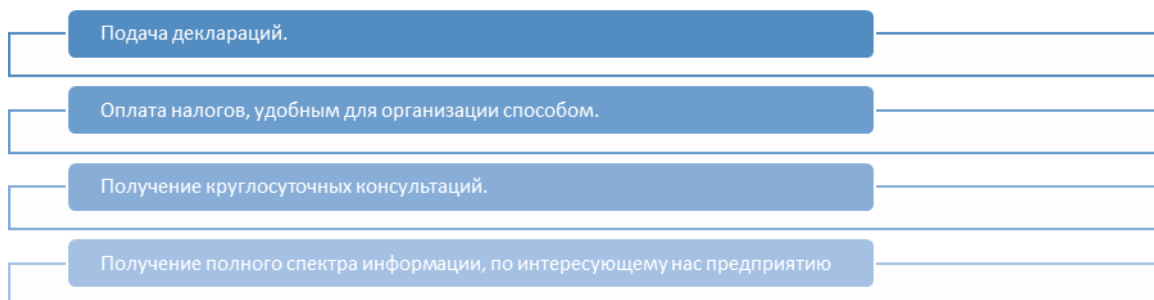 Подача деклараций.
Оплата налогов, удобным для организации способом.
Получение круглосуточных консультаций.
Получение полного спектра информации, по интересующему нас предприятию